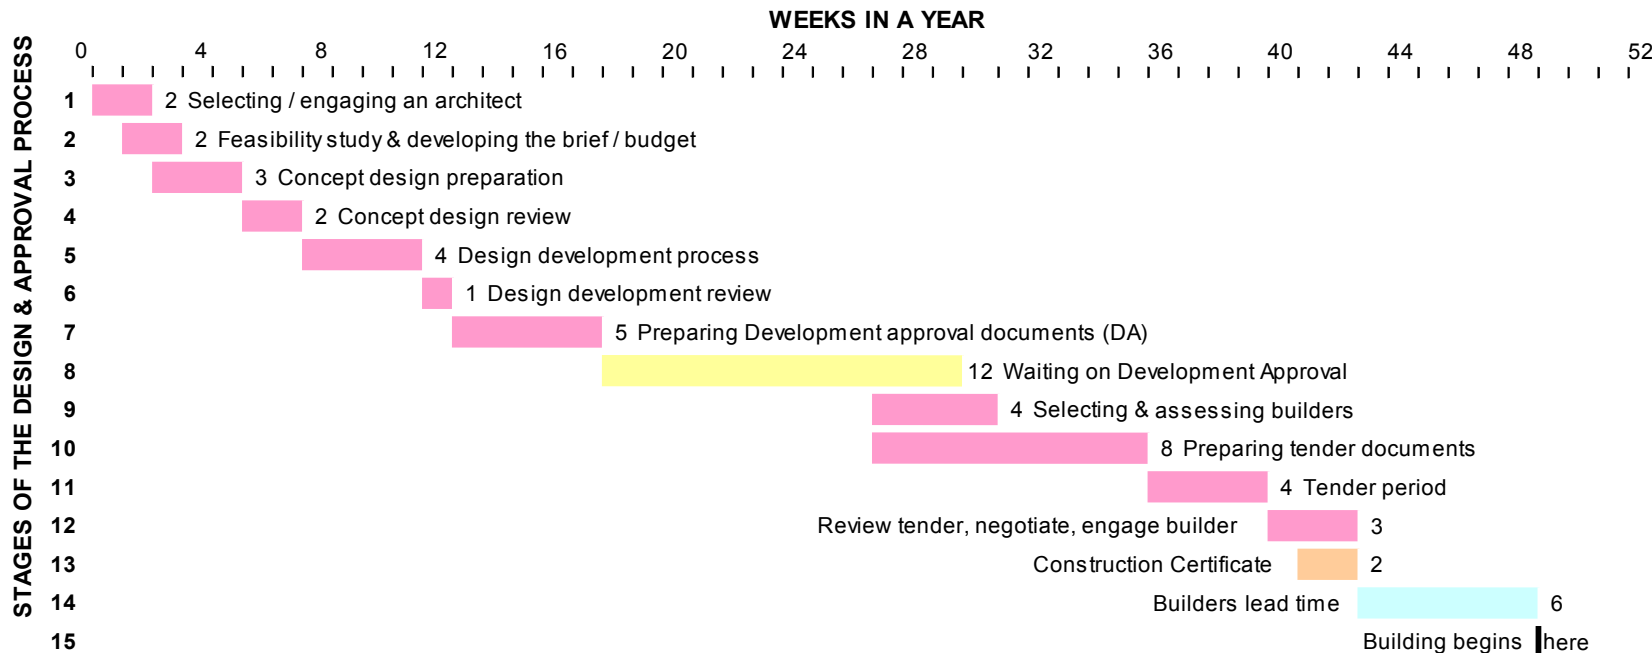 WEEKS IN A YEAR
0 4 8 12 16 20 24 28 32 36 40 44 48 52
STAGES OF THE DESIGN & APPROVAL PROCESS
1 2 Selecting / engaging an architect
2 2 Feasibility study & developing the brief / budget
3 3 Concept design preparation
4 2 Concept design review
5 4 Design development process
6 1 Design development review
7 5 Preparing Development approval documents (DA)
8 12 Waiting on Development Approval
9 4 Selecting & assessing builders
10 8 Preparing tender documents
11 4 Tender period
12 Review tender, negotiate, engage builder 3
13 Construction Certificate 2
14 Builders lead time 6
15 Building begins here